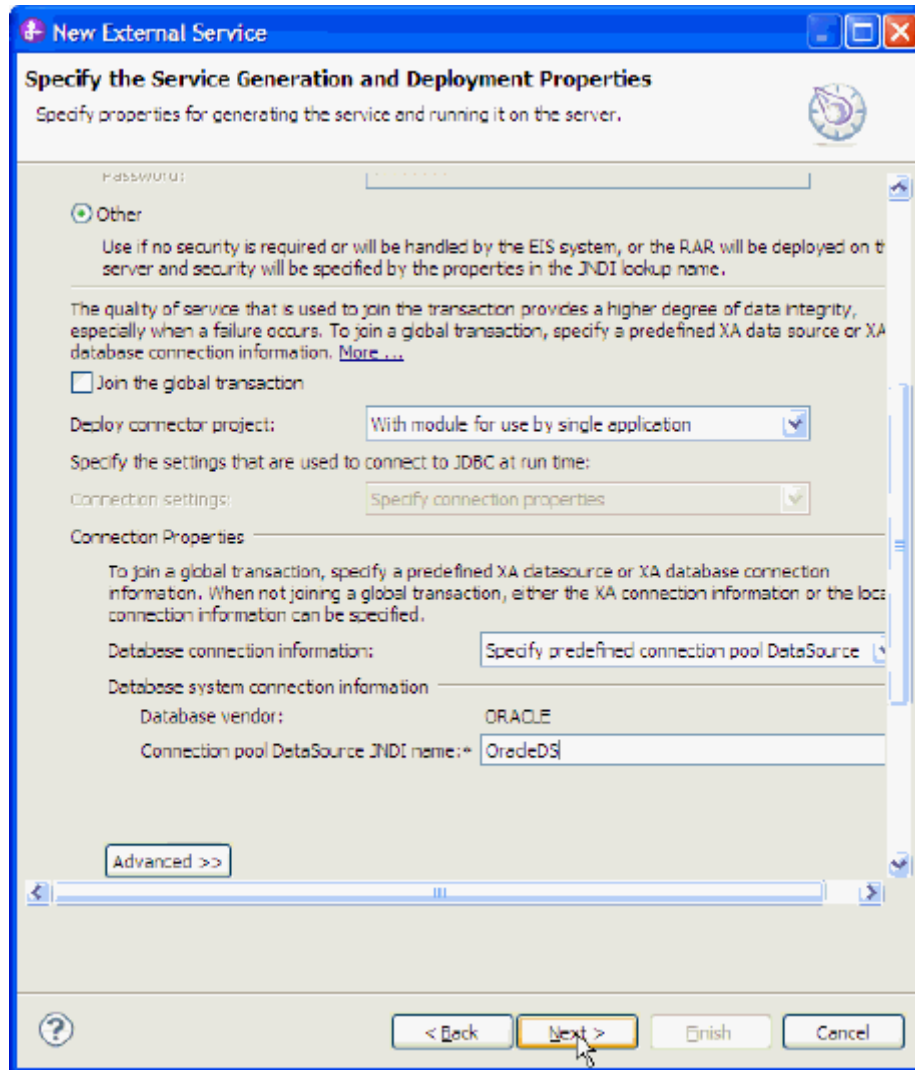 New External Service
Specify the Service Generation and Deployment Properties
Specify properties for generating the service and running it on the server.
Password:
Other
Use if no security is required or will be handled by the EIS system, or the RAR will be deployed on th
server and security will be specified by the properties in the JNDI lookup name.
The quality of service that is used to join the transaction provides a higher degree of data integrity,
especially when a failure occurs. To join a global transaction, specify a predefined XA data source or XA
database connection information. More ...
Join the global transaction
Deploy connector project: With module for use by single application
Specify the settings that are used to connect to JDBC at run time:
Connection settings: Specify connection properties
Connection Properties
To join a global transaction, specify a predefined XA datasource or XA database connection
information. When not joining a global transaction, either the XA connection information or the loca
connection information can be specified.
Database connection information: Specify predefined connection pool DataSource
Database system connection information
Database vendor: ORACLE
Connection pool DataSource JNDI name:* OracleDS
Advanced >>
< Back Next > Finish Cancel